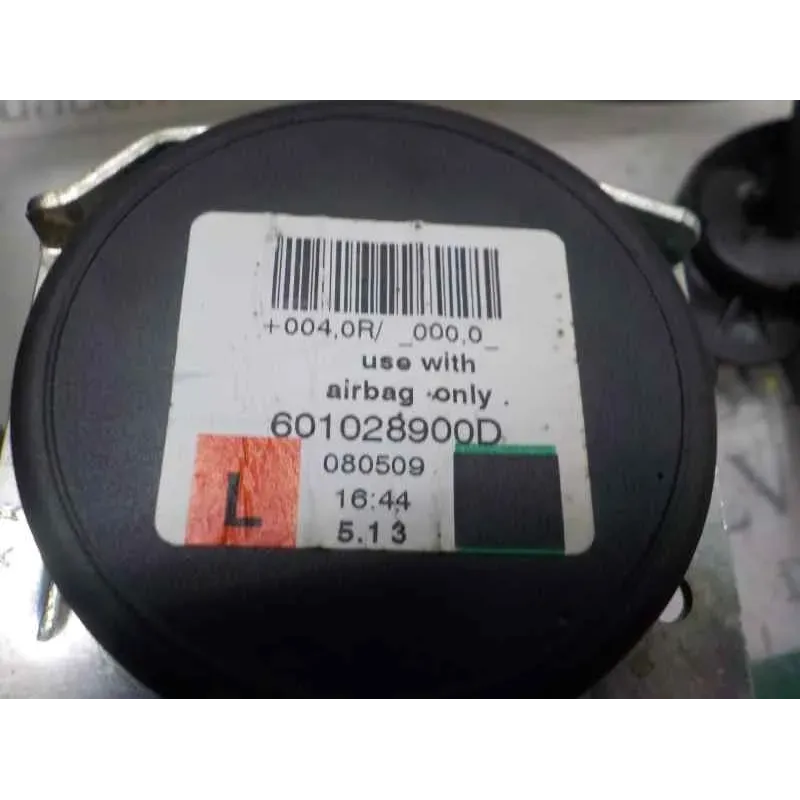 +004,0R/ _000,0_
use with
airbag only
601028900D
080509
L
16:44
5.13